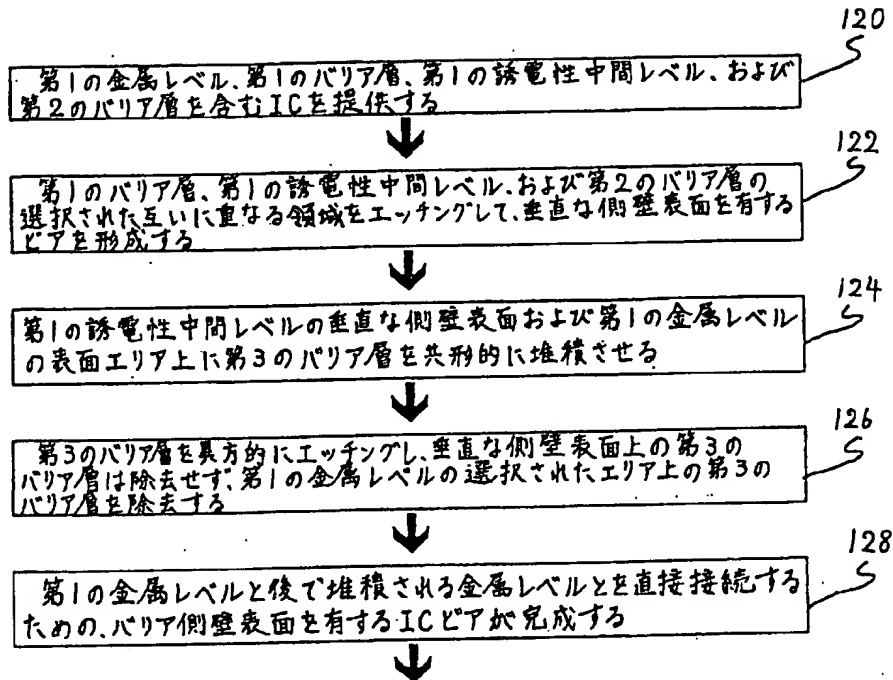 120
第1の金属レベル、第1のバリア層、第1の誘電性中間レベル、および
第2のバリア層を含むICを提供する
122
第1のバリア層、第1の誘電性中間レベル、および第2のバリア層の
選択された互いに重なる領域をエッチングして、垂直な側壁表面を有する
ビアを形成する
124
第1の誘電性中間レベルの垂直な側壁表面および第1の金属レベル
の表面エリア上に第3のバリア層を共形的に堆積させる
126
第3のバリア層を異方的にエッチングし、垂直な側壁表面上の第3の
バリア層は除去せず、第1の金属レベルの選択されたエリア上の第3の
バリア層を除去する
128
第1の金属レベルと後で堆積される金属レベルとを直接接続する
ための、バリア側壁表面を有するICビアが完成する